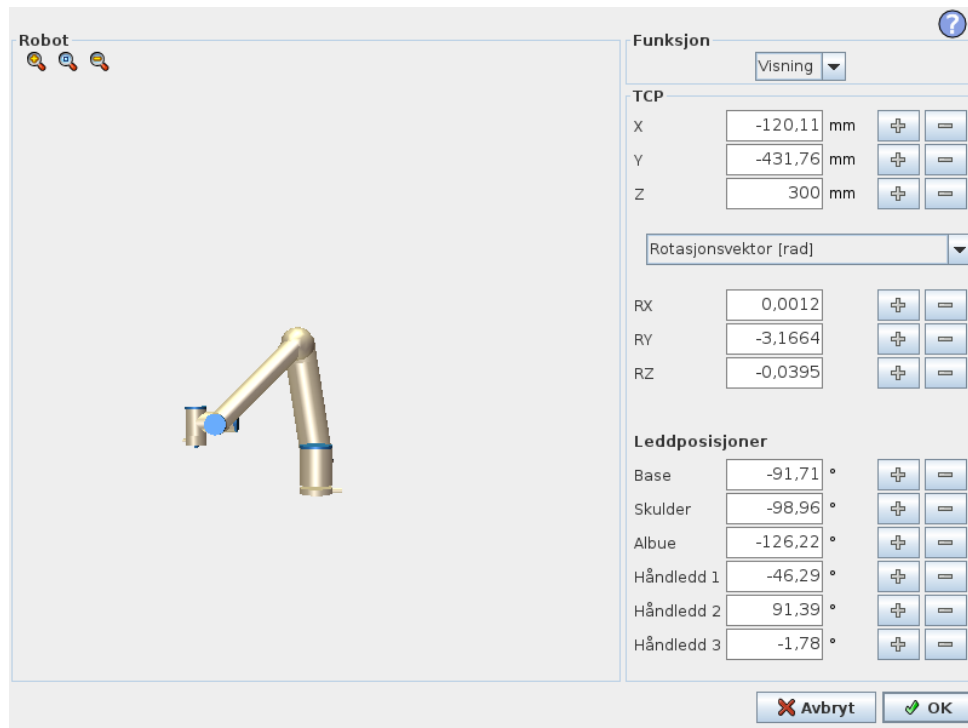 Robot
Funksjon
?
Visning
TCP
X -120,11 mm
Y -431,76 mm
Z 300 mm
Rotasjonsvektor [rad]
RX 0,0012
RY -3,1664
RZ -0,0395
Leddposisjoner
Base -91,71 °
Skulder -98,96 °
Albue -126,22 °
Håndledd 1 -46,29 °
Håndledd 2 91,39 °
Håndledd 3 -1,78 °
Avbryt OK